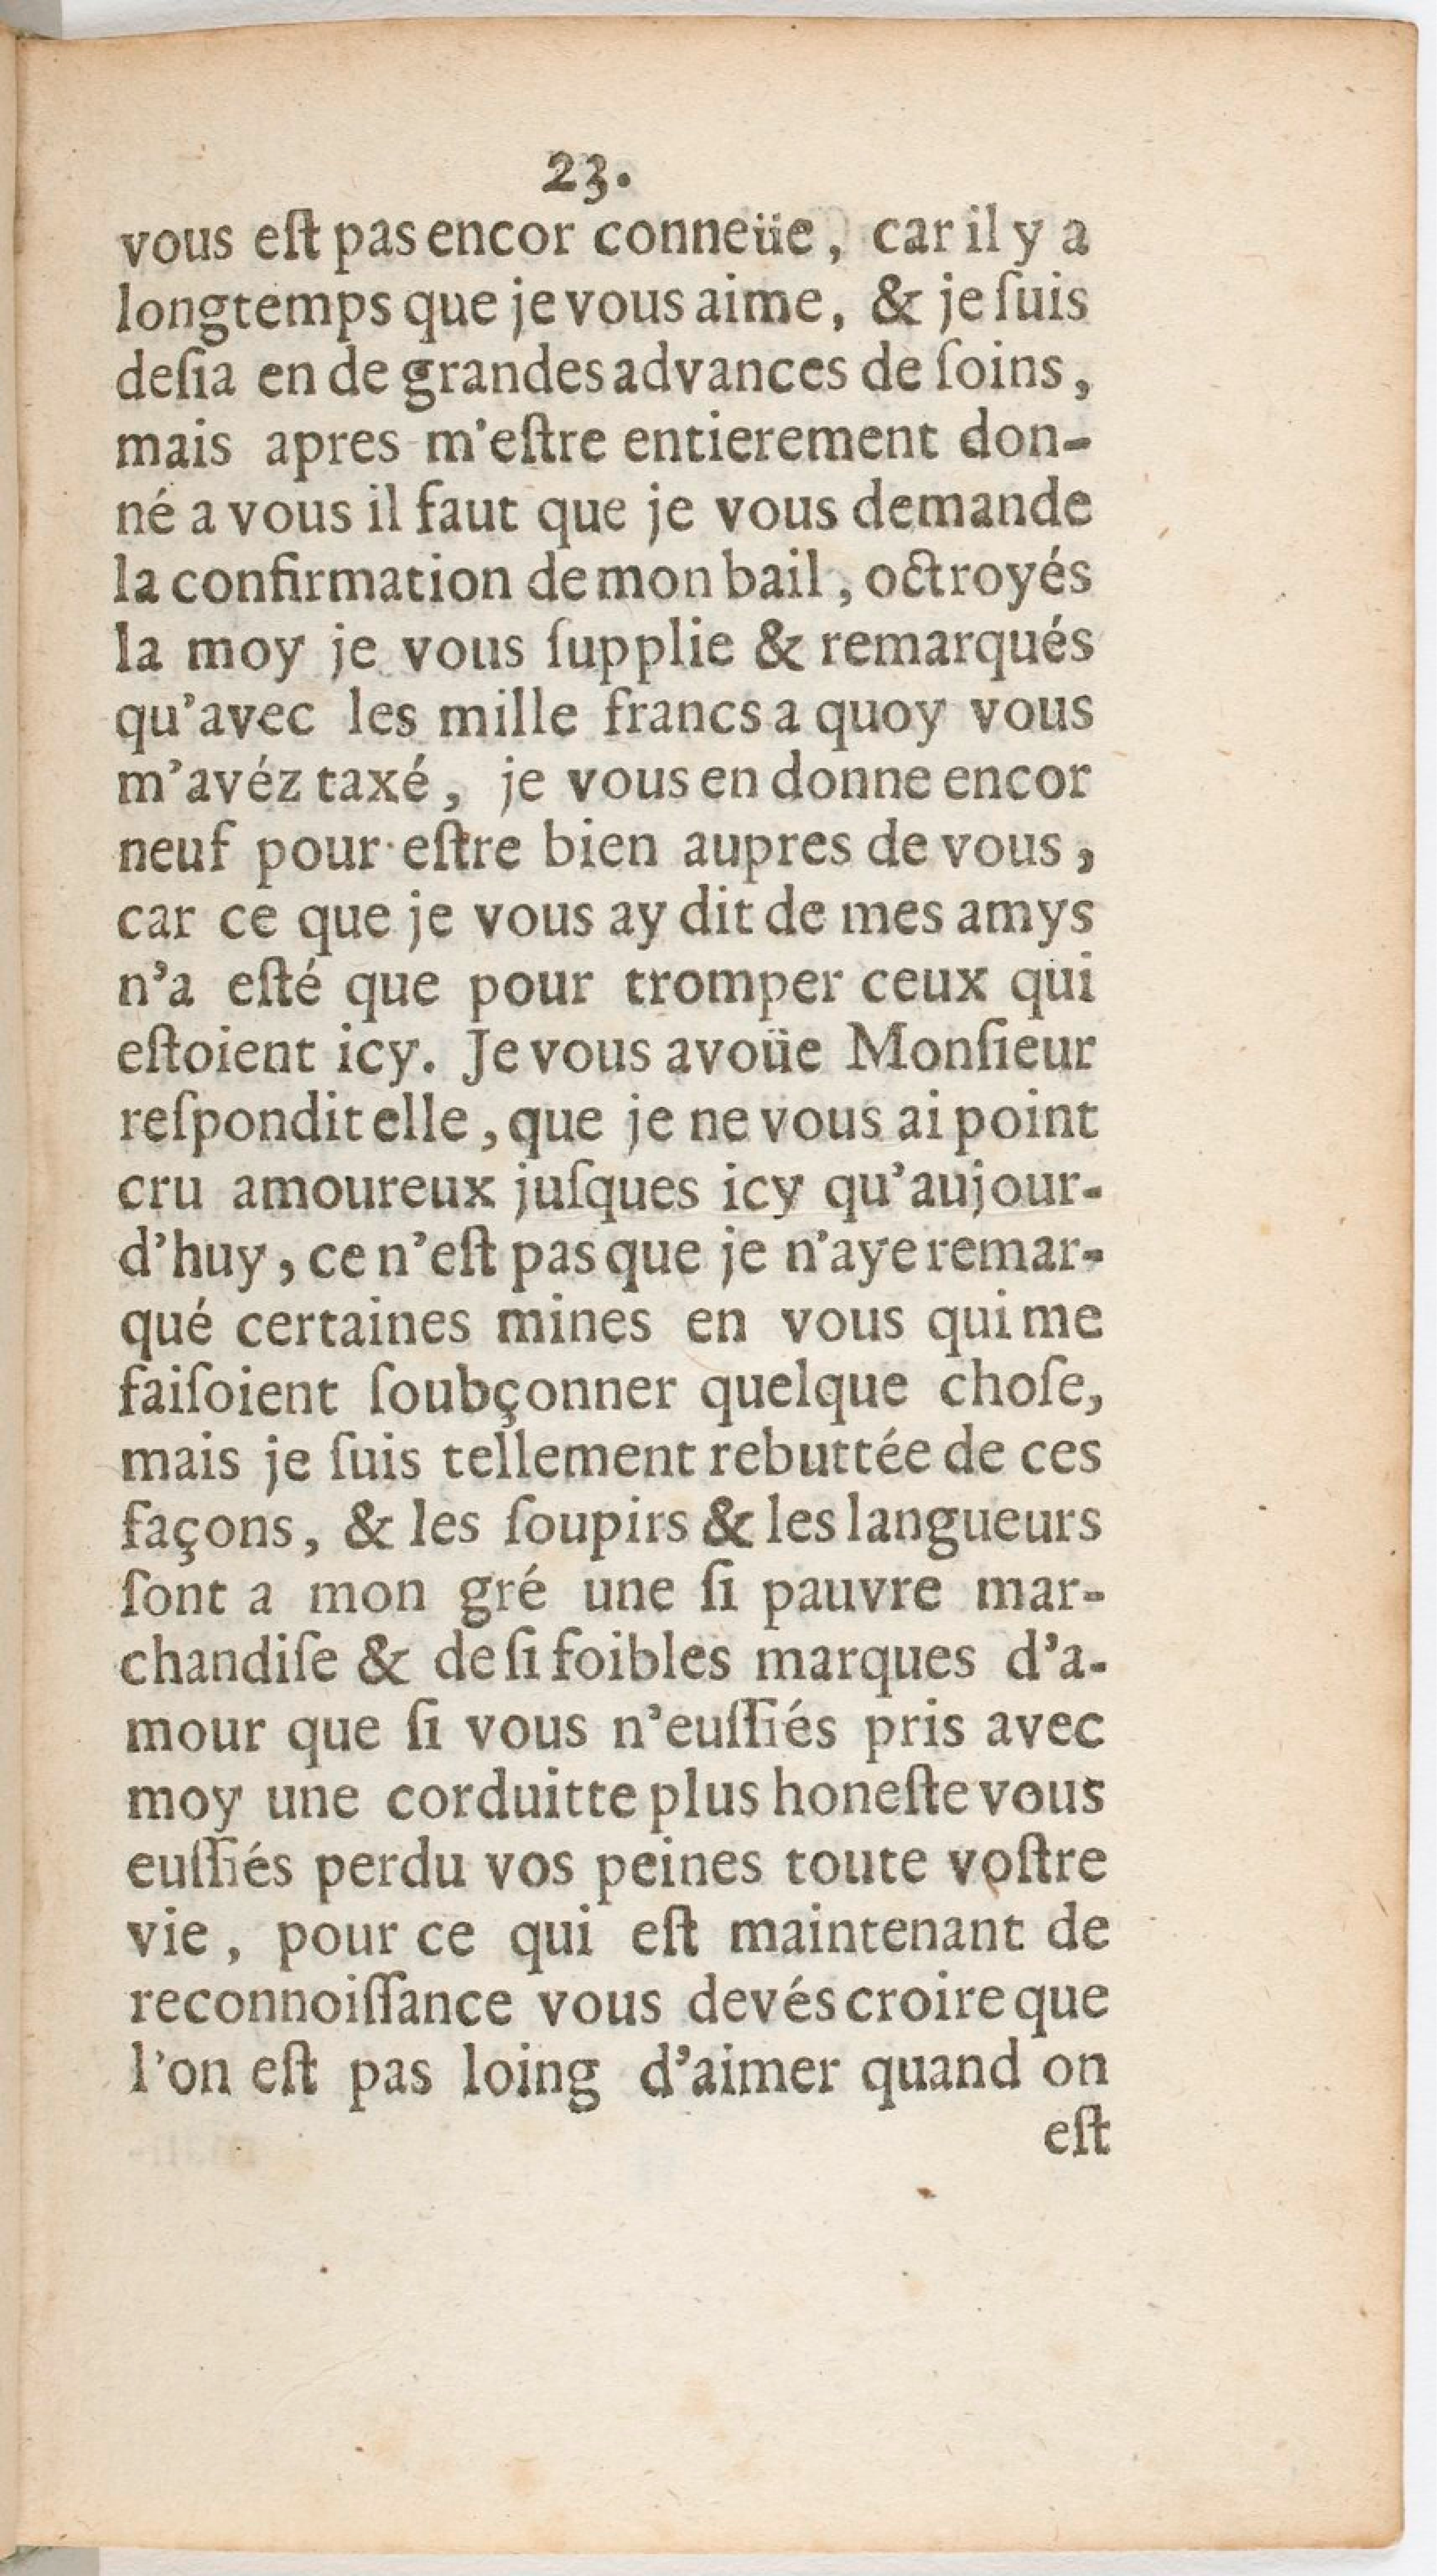 23.
vous eſt pas encor conneüe, car il y a
longtemps que je vous aime, & je ſuis
deſia en de grandes advances de ſoins,
mais apres m'eſtre entierement don-
né a vous il faut que je vous demande
la confirmation de mon bail, octroyés
la moy je vous ſupplie & remarqués
qu'avec les mille francs a quoy vous
m'avéz taxé, je vous en donne encor
neuf pour eſtre bien aupres de vous,
car ce que je vous ay dit de mes amys
n'a eſté que pour tromper ceux qui
eſtoient icy. Je vous avoüe Monſieur
reſpondit elle, que je ne vous ai point
cru amoureux juſques icy qu'aujour-
d'huy, ce n'eſt pas que je n'aye remar-
qué certaines mines en vous qui me
faiſoient ſoubçonner quelque choſe,
mais je ſuis tellement rebuttée de ces
façons, & les ſoupirs & les langueurs
ſont a mon gré une ſi pauvre mar-
chandiſe & de ſi foibles marques d'a-
mour que ſi vous n'euſſiés pris avec
moy une corduitte plus honeſte vous
euſſiés perdu vos peines toute voſtre
vie, pour ce qui eſt maintenant de
reconnoiſſance vous devés croire que
l'on eſt pas loing d'aimer quand on
eſt